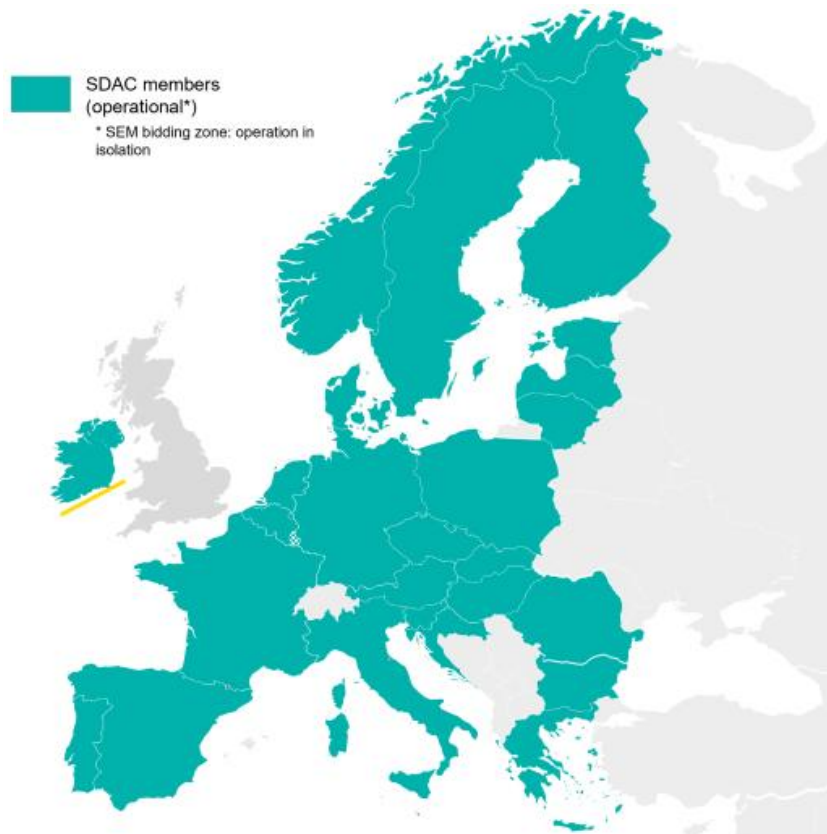 SDAC members
(operational*)
* SEM bidding zone: operation in
isolation